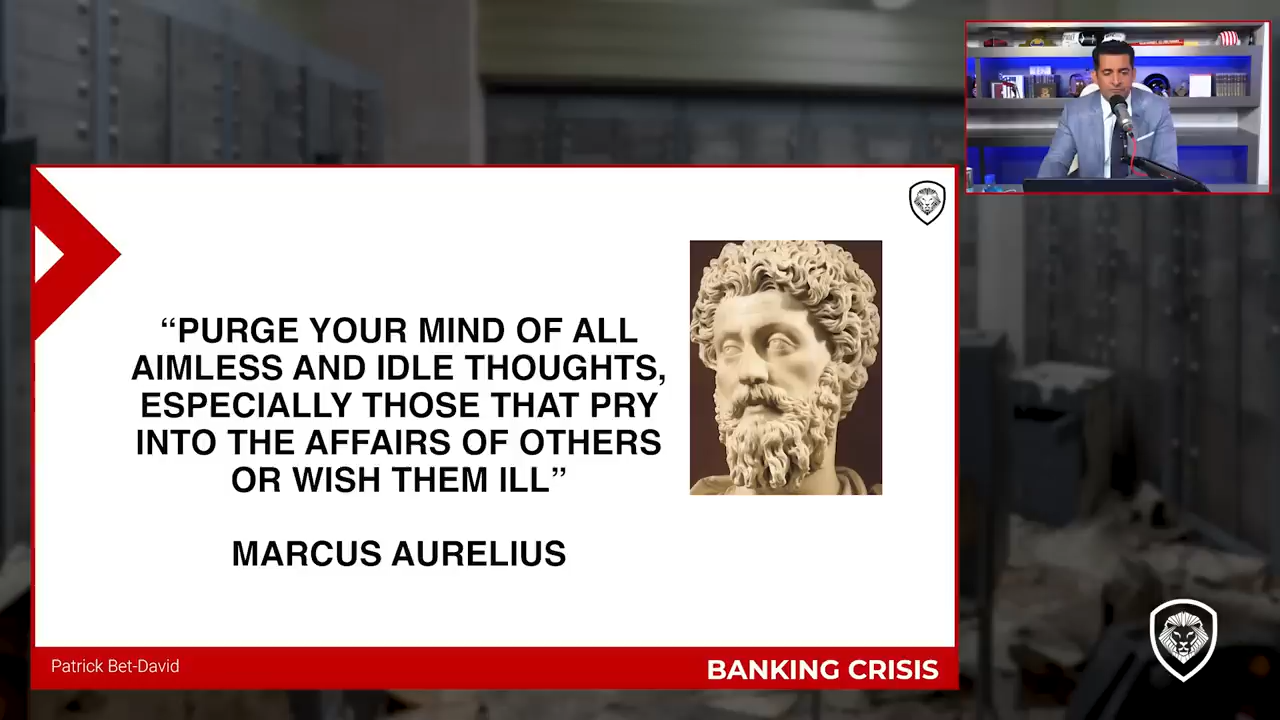 “PURGE YOUR MIND OF ALL
AIMLESS AND IDLE THOUGHTS,
ESPECIALLY THOSE THAT PRY
INTO THE AFFAIRS OF OTHERS
OR WISH THEM ILL”
MARCUS AURELIUS
Patrick Bet-David
BANKING CRISIS